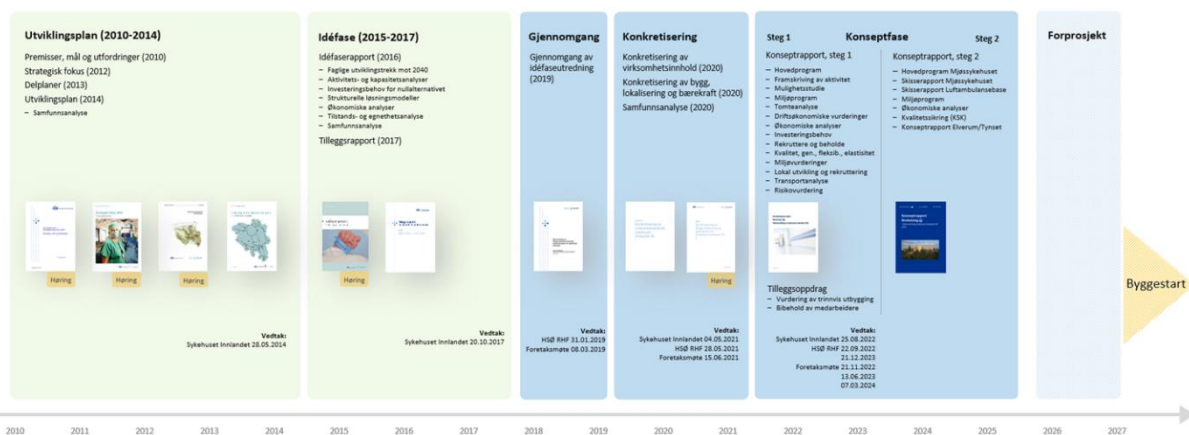 Utviklingsplan (2010-2014)
Premisser, mål og utfordringer (2010)
Strategisk fokus (2012)
Delplaner (2013)
Utviklingsplan (2014)
– Samfunnsanalyse
Høring
Høring
Høring
Vedtak:
Sykehuset Innlandet 28.05.2014
Idéfase (2015-2017)
Idéfaserapport (2016)
– Faglige utviklingstrekk mot 2040
– Aktivitets- og kapasitetsanalyser
– Investeringsbehov for nullalternativet
– Strukturelle løsningsmodeller
– Økonomiske analyser
– Tilstands- og egnethetsanalyse
– Samfunnsanalyse
Tilleggsrapport (2017)
Høring
Vedtak:
Sykehuset Innlandet 20.10.2017
Gjennomgang
Gjennomgang av
idéfaseutredning
(2019)
Vedtak:
HSØ RHF 31.01.2019
Foretaksmøte 08.03.2019
Konkretisering
Konkretisering av
virksomhetsinnhold (2020)
Konkretisering av bygg,
lokalisering og bærekraft (2020)
Samfunnsanalyse (2020)
Høring
Vedtak:
Sykehuset Innlandet 04.05.2021
HSØ RHF 28.05.2021
Foretaksmøte 15.06.2021
Steg 1 Konseptfase Steg 2
Konseptrapport, steg 1
– Hovedprogram
– Framskriving av aktivitet
– Mulighetsstudie
– Miljøprogram
– Tomteanalyse
– Driftsøkonomiske vurderinger
– Økonomiske analyser
– Investeringsbehov
– Rekruttere og beholde
– Kvalitet, gen., fleksib., elastisitet
– Miljøvurderinger
– Lokal utvikling og rekruttering
– Transportanalyse
– Risikovurdering
Tilleggsoppdrag
– Vurdering av trinnvis utbygging
– Bibehold av medarbeidere
Vedtak:
Sykehuset Innlandet 25.08.2022
HSØ RHF 22.09.2022
21.12.2023
Foretaksmøte 21.11.2022
13.06.2023
07.03.2024
Konseptrapport, steg 2
– Hovedprogram Mjøssykehuset
– Skisserapport Mjøssykehuset
– Skisserapport Luftambulansebase
– Miljøprogram
– Økonomiske analyser
– Kvalitetssikring (KSK)
– Konseptrapport Elverum/Tynset
Forprosjekt
Byggestart
2010 2011 2012 2013 2014 2015 2016 2017 2018 2019 2020 2021 2022 2023 2024 2025 2026 2027